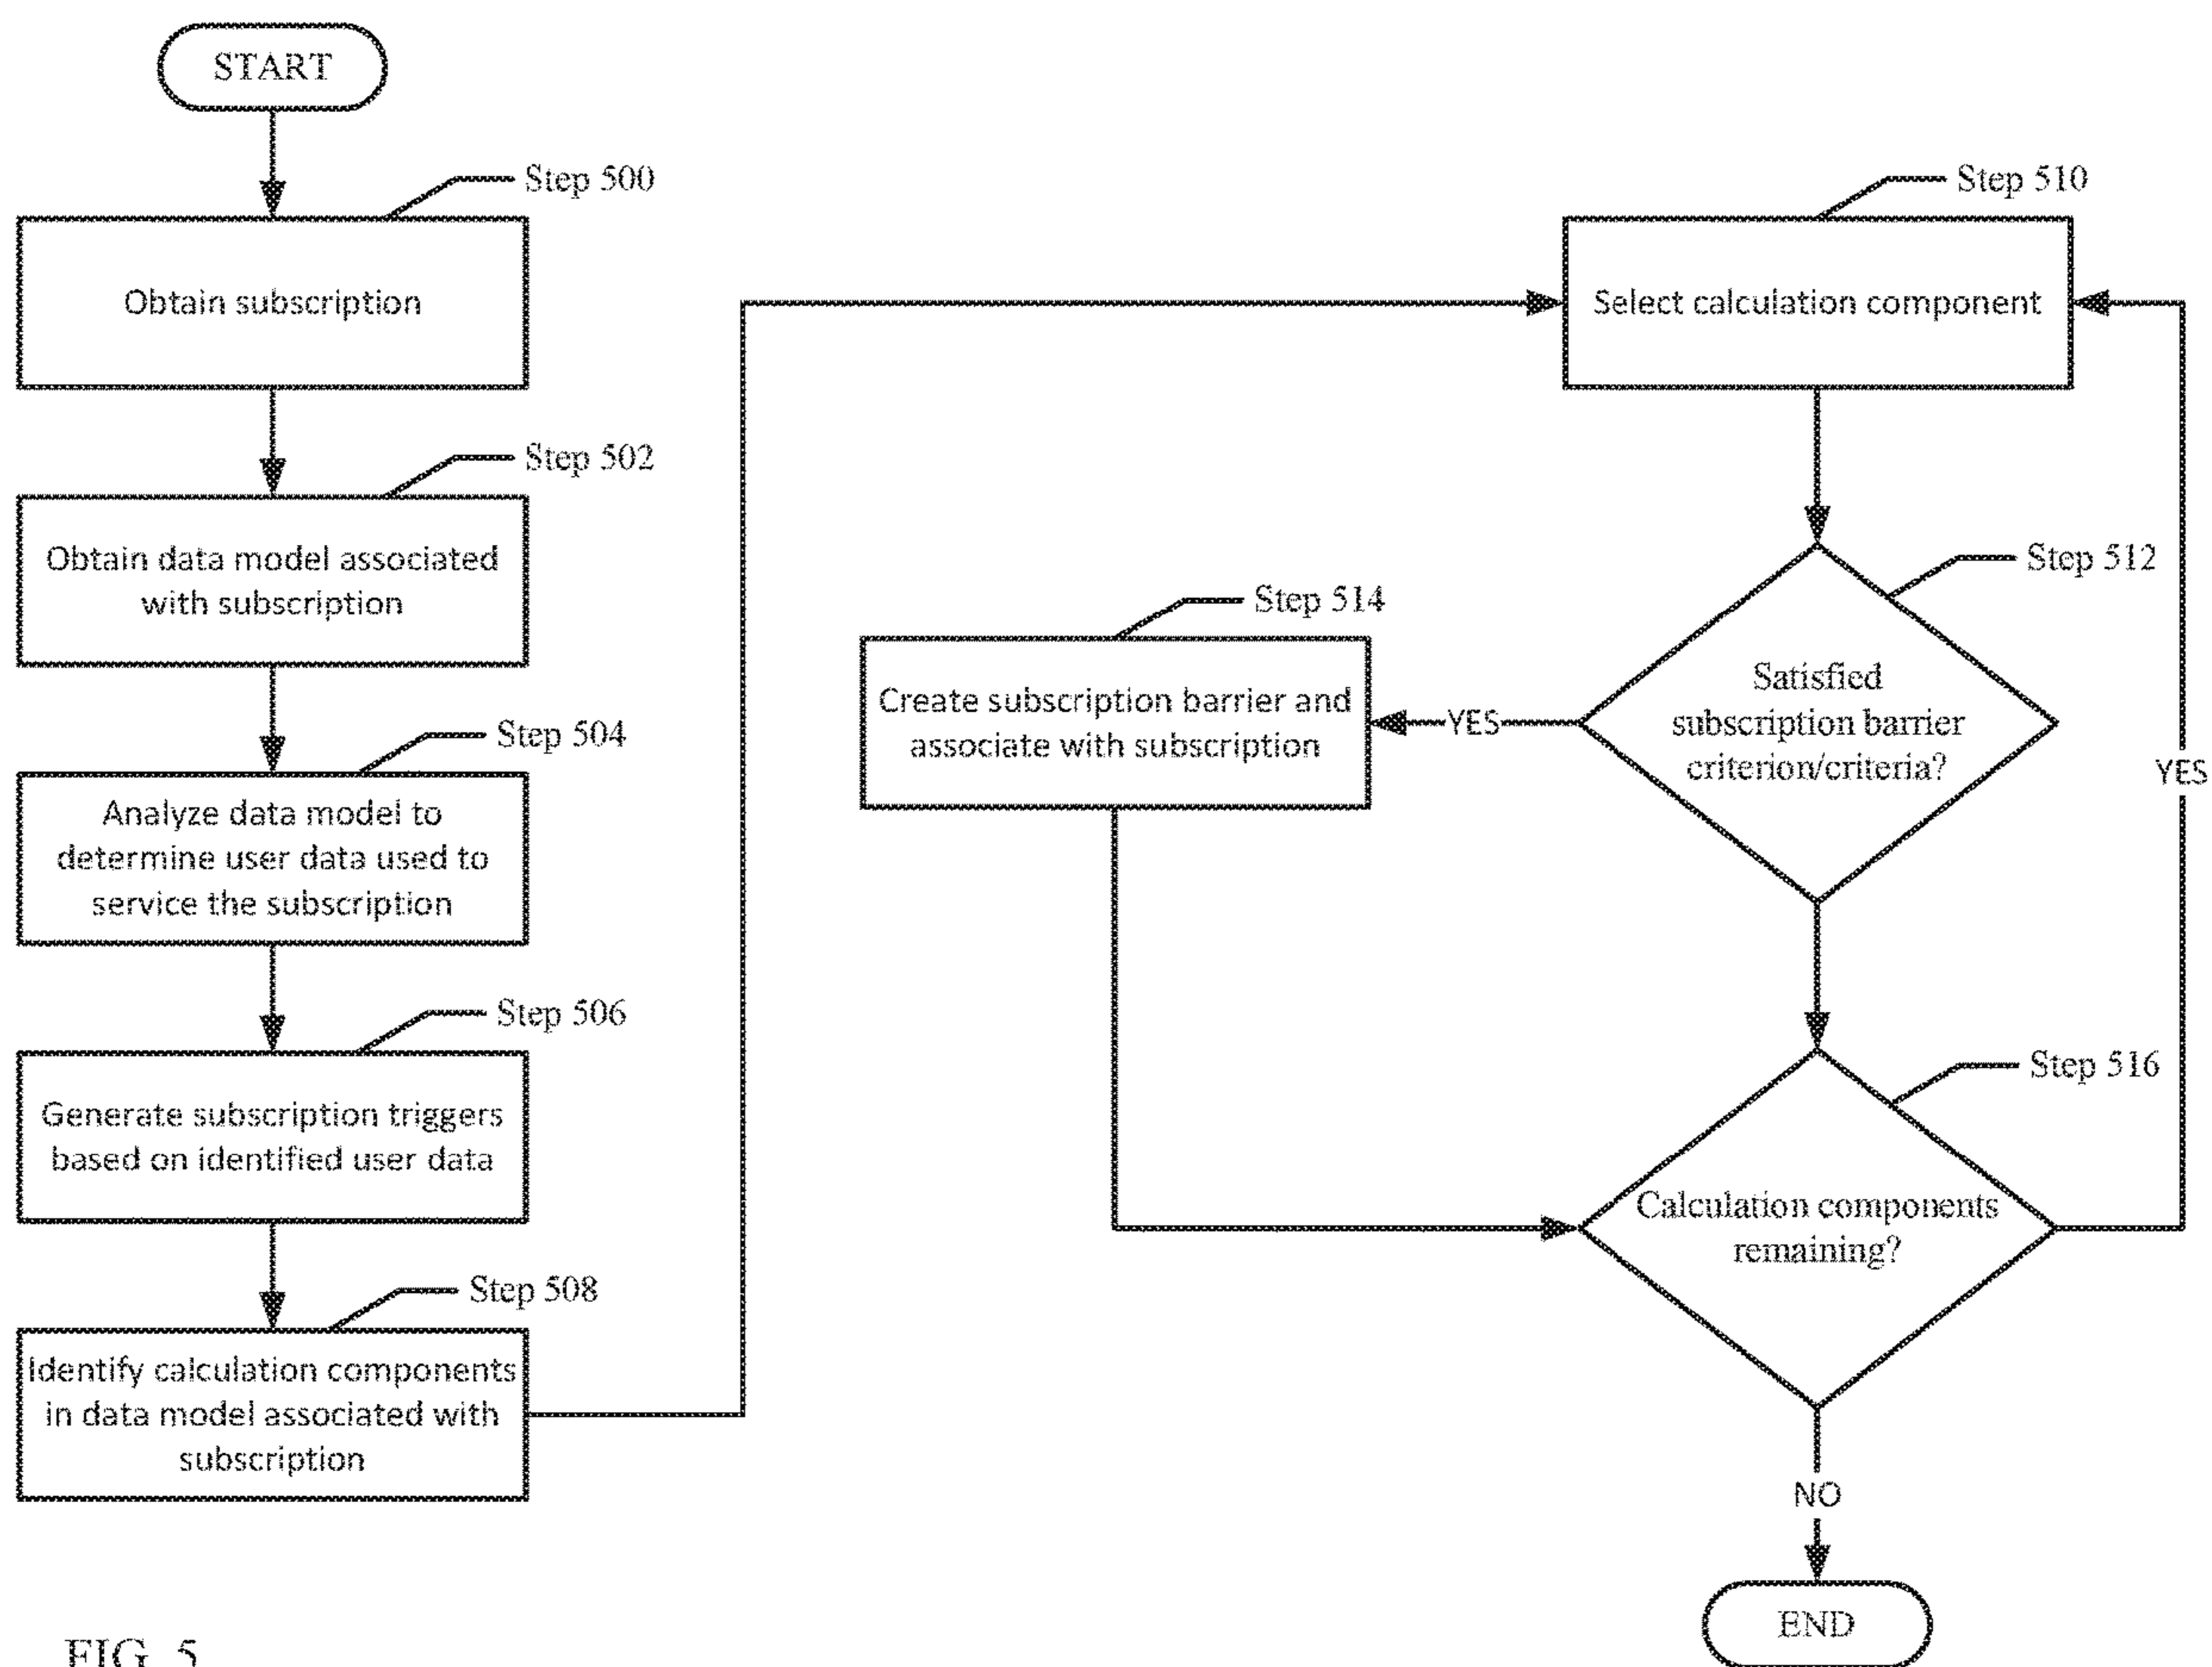 START
Step 500
Obtain subscription
Step 502
Obtain data model associated
with subscription
Step 504
Analyze data model to
determine user data used to
service the subscription
Step 506
Generate subscription triggers
based on identified user data
Step 508
Identify calculation components
in data model associated with
subscription
Step 510
Select calculation component
Step 512
Satisfied
subscription barrier
criterion/criteria?
YES
Step 514
Create subscription barrier and
associate with subscription
Step 516
Calculation components
remaining?
YES
NO
END
FIG. 5